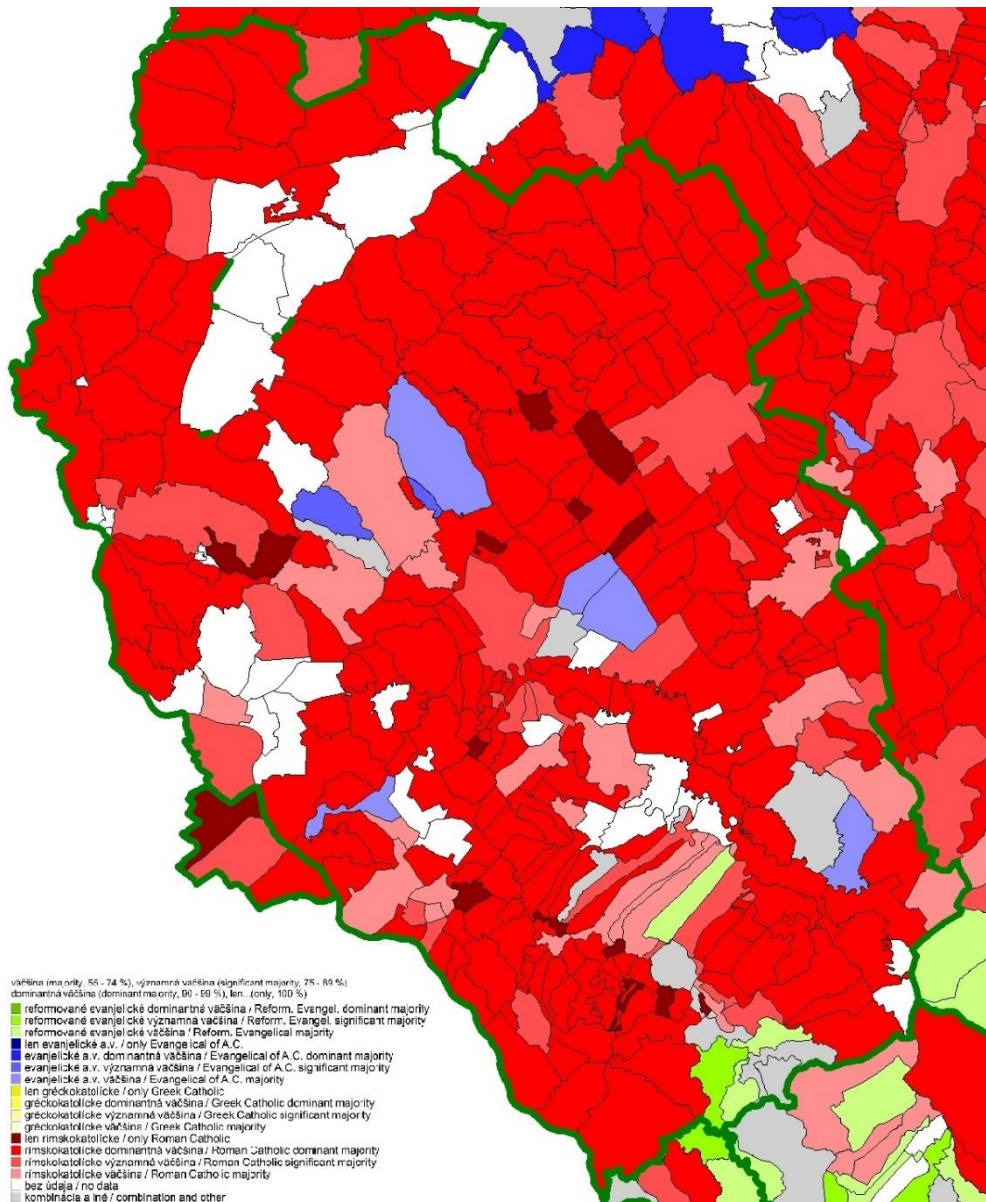 väčšina (majority, 55 - 74 %), významná väčšina (significant majority, 75 - 89 %)
dominantná väčšina (dominant majority, 90 - 99 %), len...(only, 100 %)
reformované evanjelické dominantná väčšina / Reform. Evangel. dominant majority
reformované evanjelické významná väčšina / Reform. Evangel. significant majority
reformované evanjelické väčšina / Reform. Evangelical majority
len evanjelické a.v. / only Evangelical of A.C.
evanjelické a.v. dominantná väčšina / Evangelical of A.C. dominant majority
evanjelické a.v. významná väčšina / Evangelical of A.C. significant majority
evanjelické a.v. väčšina / Evangelical of A.C. majority
len gréckokatolícke / only Greek Catholic
gréckokatolícke dominantná väčšina / Greek Catholic dominant majority
gréckokatolícke významná väčšina / Greek Catholic significant majority
gréckokatolícke väčšina / Greek Catholic majority
len rímskokatolícke / only Roman Catholic
rímskokatolícke dominantná väčšina / Roman Catholic dominant majority
rímskokatolícke významná väčšina / Roman Catholic significant majority
rímskokatolícke väčšina / Roman Catholic majority
bez údaja / no data
kombinácia a iné / combination and other